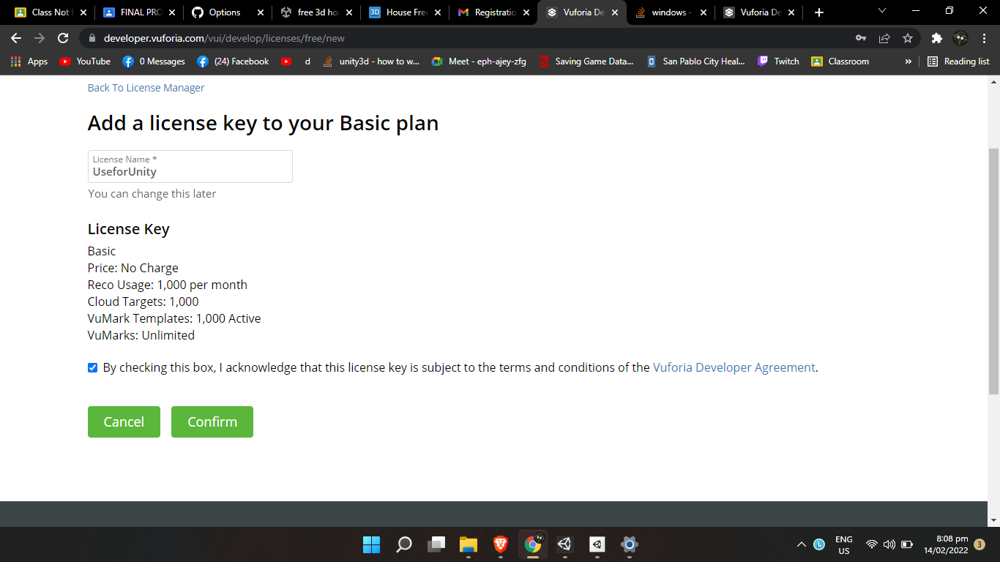 Class Not
FINAL PRO
Options
free 3d ho
House Free
Registratio
Vuforia De
windows -
Vuforia De
developer.vuforia.com/vui/develop/licenses/free/new
Apps
YouTube
0 Messages
(24) Facebook
d
unity3d - how to w...
Meet - eph-ajey-zfg
Saving Game Data...
San Pablo City Heal...
Twitch
Classroom
»
Reading list
Back To License Manager
Add a license key to your Basic plan
License Name *
UseforUnity
You can change this later
License Key
Basic
Price: No Charge
Reco Usage: 1,000 per month
Cloud Targets: 1,000
VuMark Templates: 1,000 Active
VuMarks: Unlimited
By checking this box, I acknowledge that this license key is subject to the terms and conditions of the Vuforia Developer Agreement.
Cancel
Confirm
L
ENG
US
8:08 pm
14/02/2022
3